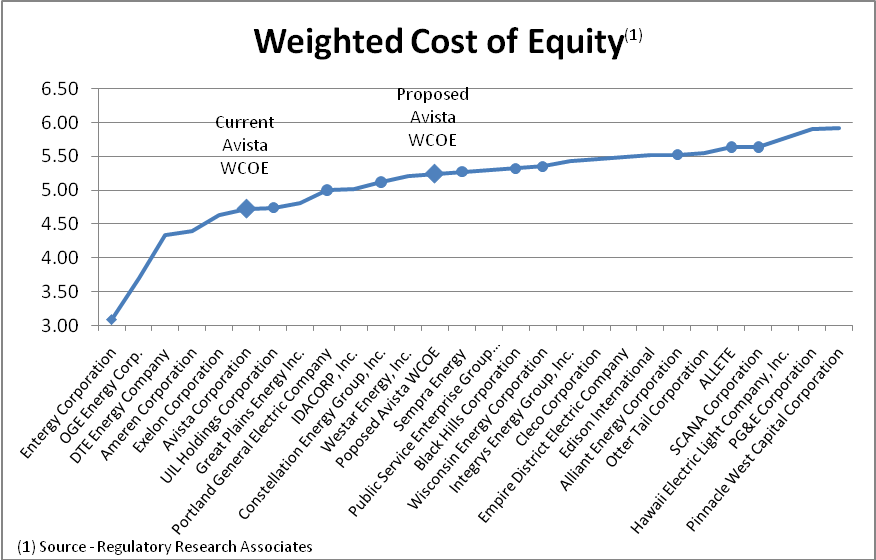 Weighted Cost of Equity(1)
6.50
6.00
5.50
5.00
4.50
4.00
3.50
3.00
Current
Avista
WCOE
Proposed
Avista
WCOE
Entergy Corporation
OGE Energy Corp.
DTE Energy Company
Ameren Corporation
Exelon Corporation
Avista Corporation
UIL Holdings Corporation
Great Plains Energy Inc.
Portland General Electric Company
IDACORP, Inc.
Constellation Energy Group, Inc.
Westar Energy, Inc.
Poposed Avista WCOE
Sempra Energy
Public Service Enterprise Group...
Black Hills Corporation
Wisconsin Energy Corporation
Integrys Energy Group, Inc.
Cleco Corporation
Empire District Electric Company
Edison International
Alliant Energy Corporation
Otter Tail Corporation
ALLETE
SCANA Corporation
Hawaii Electric Light Company, Inc.
PG&E Corporation
Pinnacle West Capital Corporation
(1) Source - Regulatory Research Associates